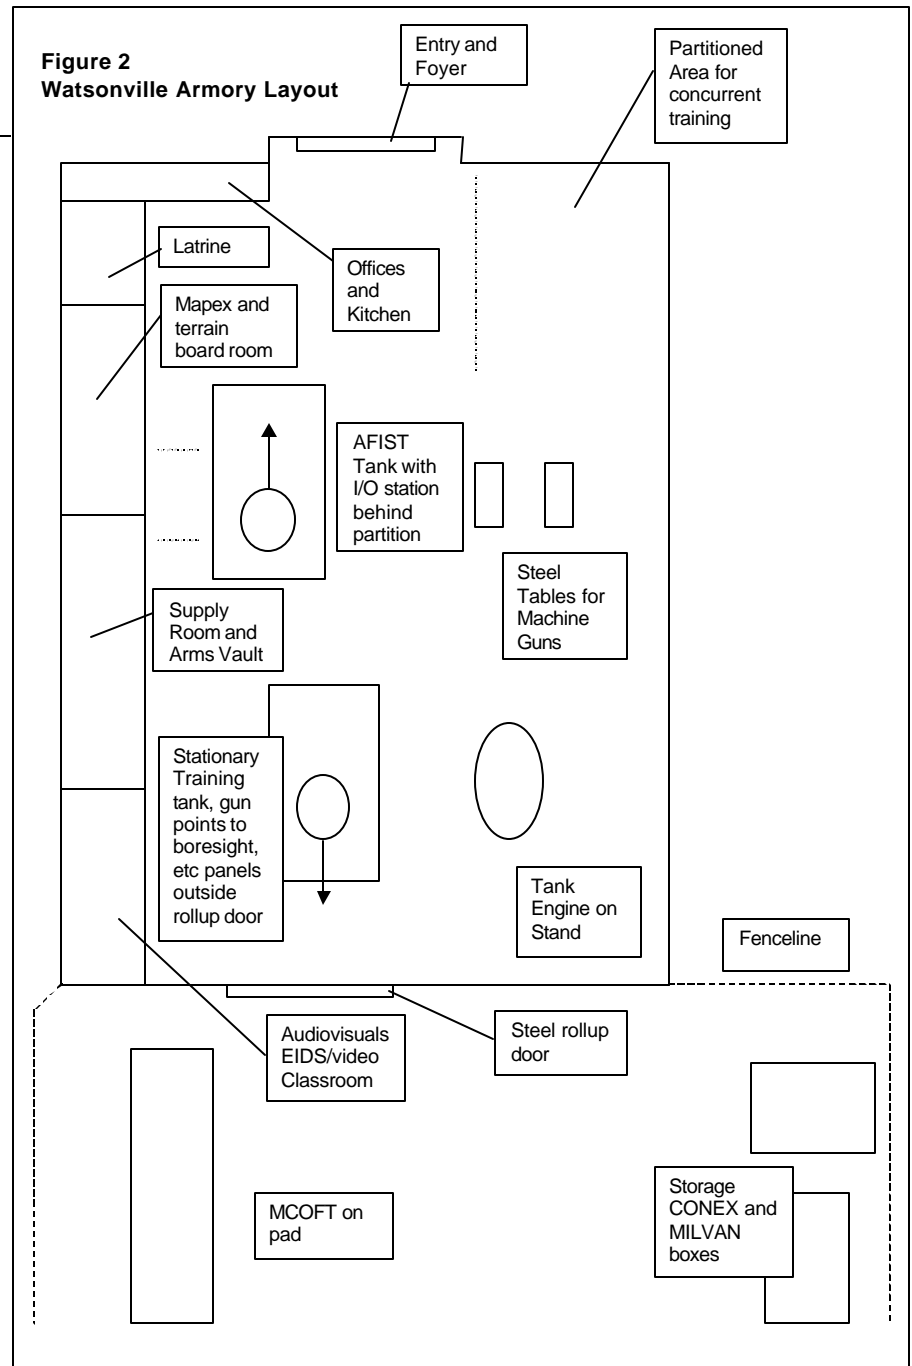 Figure 2
Watsonville Armory Layout
Entry and
Foyer
Partitioned
Area for
concurrent
training
Latrine
Offices
and
Kitchen
Mapex and
terrain
board room
AFIST
Tank with
I/O station
behind
partition
Steel
Tables for
Machine
Guns
Supply
Room and
Arms Vault
Stationary
Training
tank, gun
points to
boresight,
etc panels
outside
rollup door
Tank
Engine on
Stand
Fenceline
Audiovisuals
EIDS/video
Classroom
Steel rollup
door
MCOFT on
pad
Storage
CONEX and
MILVAN
boxes